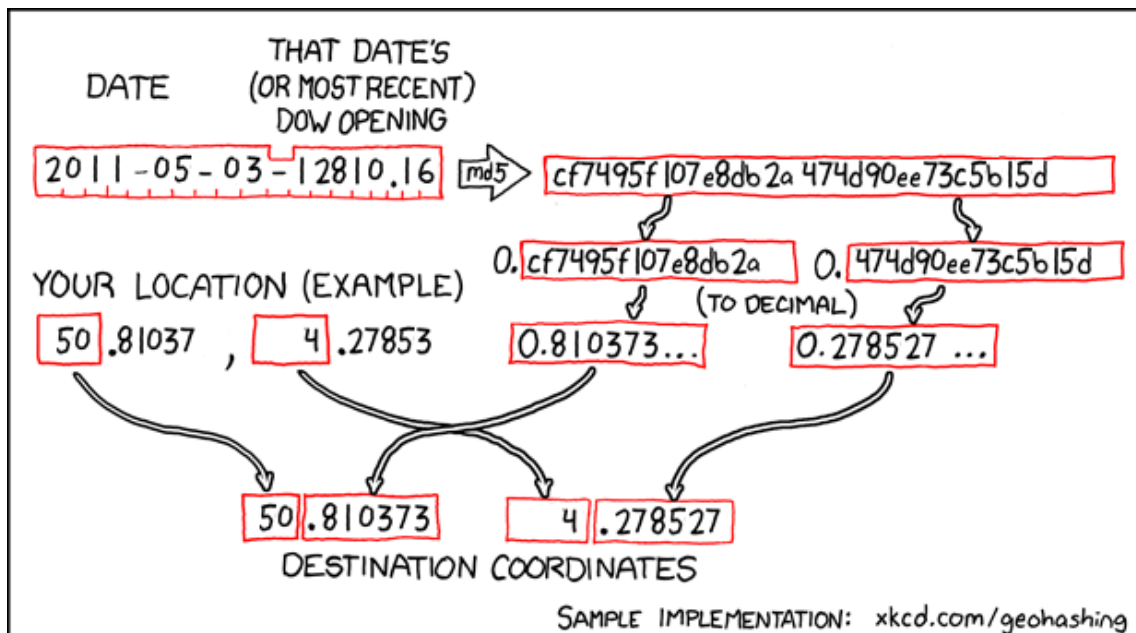 DATE
THAT DATE'S
(OR MOST RECENT)
DOW OPENING
2011-05-03-12810.16
md5
cf7495f107e8db2a 474d90ee73c5b15d
0.cf7495f107e8db2a
0.474d90ee73c5b15d
YOUR LOCATION (EXAMPLE)
(TO DECIMAL)
50.81037, 4.27853
0.810373...
0.278527 ...
50.810373
4.278527
DESTINATION COORDINATES
SAMPLE IMPLEMENTATION: xkcd.com/geohashing